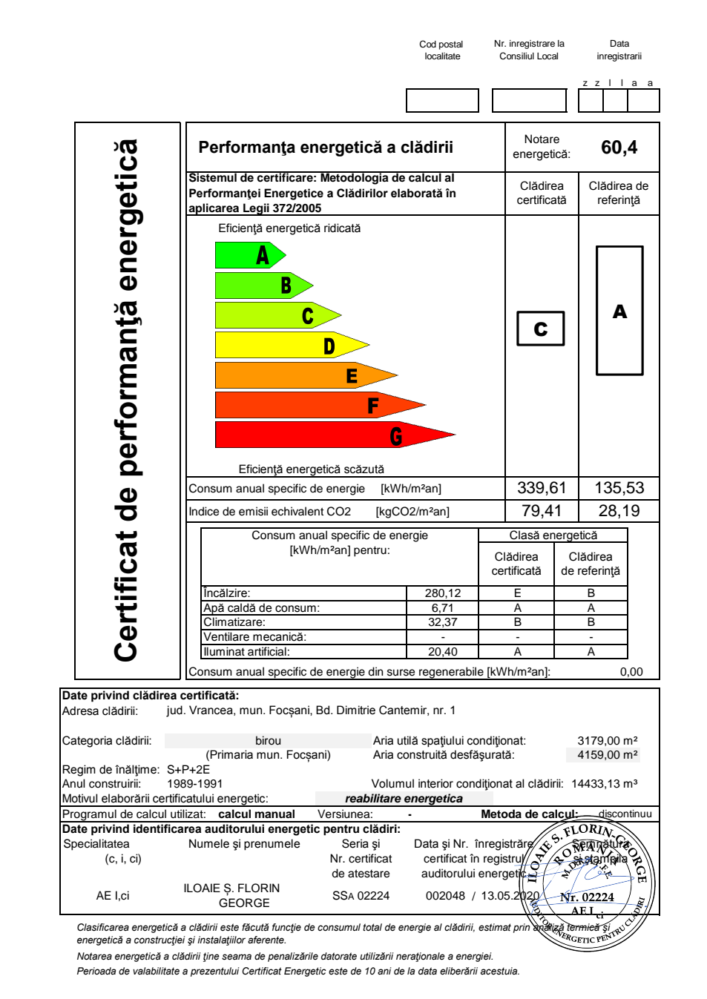 Cod postal
localitate
Nr. inregistrare la
Consiliul Local
Data
inregistrarii
z z l l a a
Certificat de performanţă energetică
Performanţa energetică a clădirii
Notare
energetică:
60,4
Sistemul de certificare: Metodologia de calcul al
Performanţei Energetice a Clădirilor elaborată în
aplicarea Legii 372/2005
Clădirea
certificată
Clădirea de
referinţă
Eficienţă energetică ridicată
A
B
C
D
E
F
G
C
A
Eficienţă energetică scăzută
Consum anual specific de energie [kWh/m²an] 339,61 135,53
Indice de emisii echivalent CO2 [kgCO2/m²an] 79,41 28,19
Consum anual specific de energie
[kWh/m²an] pentru:
Clasă energetică
Clădirea
certificată
Clădirea
de referinţă
Încălzire: 280,12 E B
Apă caldă de consum: 6,71 A A
Climatizare: 32,37 B B
Ventilare mecanică: - - -
Iluminat artificial: 20,40 A A
Consum anual specific de energie din surse regenerabile [kWh/m²an]: 0,00
Date privind clădirea certificată:
Adresa clădirii: jud. Vrancea, mun. Focșani, Bd. Dimitrie Cantemir, nr. 1
Categoria clădirii: birou Aria utilă spaţiului condiţionat: 3179,00 m²
(Primaria mun. Focșani) Aria construită desfăşurată: 4159,00 m²
Regim de înălţime: S+P+2E
Anul construirii: 1989-1991 Volumul interior condiţionat al clădirii: 14433,13 m³
Motivul elaborării certificatului energetic: reabilitare energetica
Programul de calcul utilizat: calcul manual Versiunea: - Metoda de calcul: discontinuu
Date privind identificarea auditorului energetic pentru clădiri:
Specialitatea
(c, i, ci)
Numele şi prenumele
Seria şi
Nr. certificat
de atestare
Data şi Nr. înregistrăre
certificat în registrul
auditorului energetic
Semnătura
şi ştampila
AE I,ci
ILOAIE Ș. FLORIN
GEORGE
SSA 02224
002048 / 13.05.2020
ILOAIE S. FLORIN-GEORGE
ROMANIA
Nr. 02224
AE I ci
AUDITOR ENERGETIC PENTRU CLĂDIRI
Clasificarea energetică a clădirii este făcută funcţie de consumul total de energie al clădirii, estimat prin analiză termică şi
energetică a construcţiei şi instalaţiilor aferente.
Notarea energetică a clădirii ţine seama de penalizările datorate utilizării neraţionale a energiei.
Perioada de valabilitate a prezentului Certificat Energetic este de 10 ani de la data eliberării acestuia.